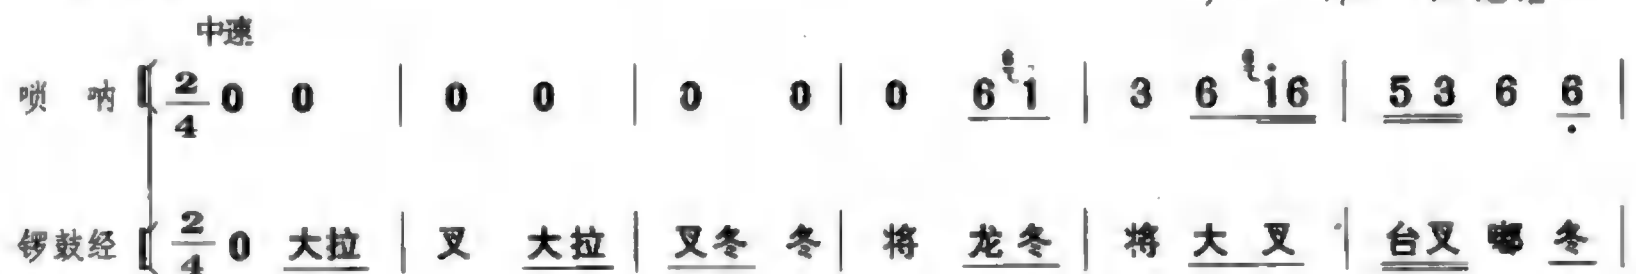 中速
唢 呐 2/4 0 0 | 0 0 | 0 0 | 0 6 i | 3 6 i6 | 5 3 6 6 |
锣鼓经 2/4 0 大拉 | 叉 大拉 | 叉冬 冬 | 将 龙冬 | 将 大 叉 | 台叉 嘟 冬 |